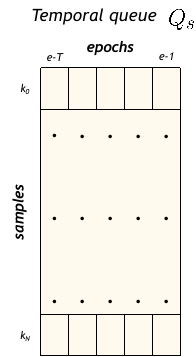 Temporal queue Q_s
epochs
e-T e-1
k_0
samples
k_N